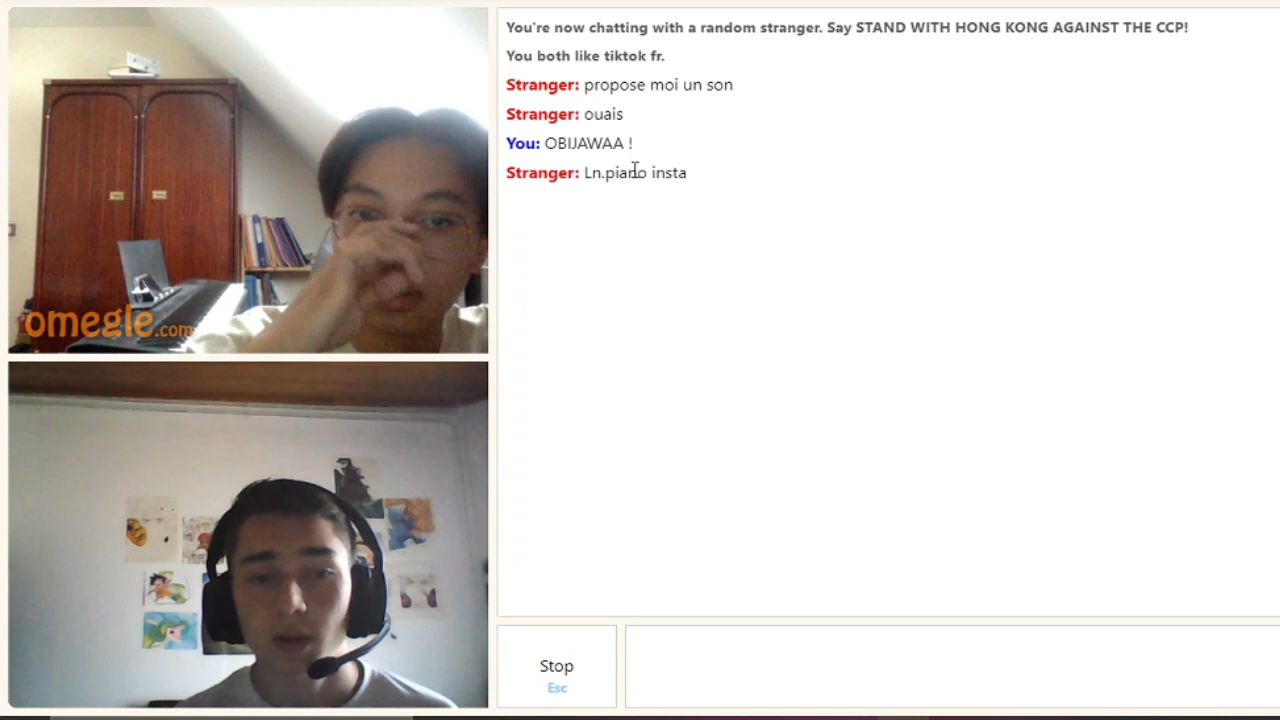 You're now chatting with a random stranger. Say STAND WITH HONG KONG AGAINST THE CCP!
You both like tiktok fr.
Stranger: propose moi un son
Stranger: ouais
You: OBIJAWAA !
Stranger: Ln.piano insta
omegle.com
Stop
Esc